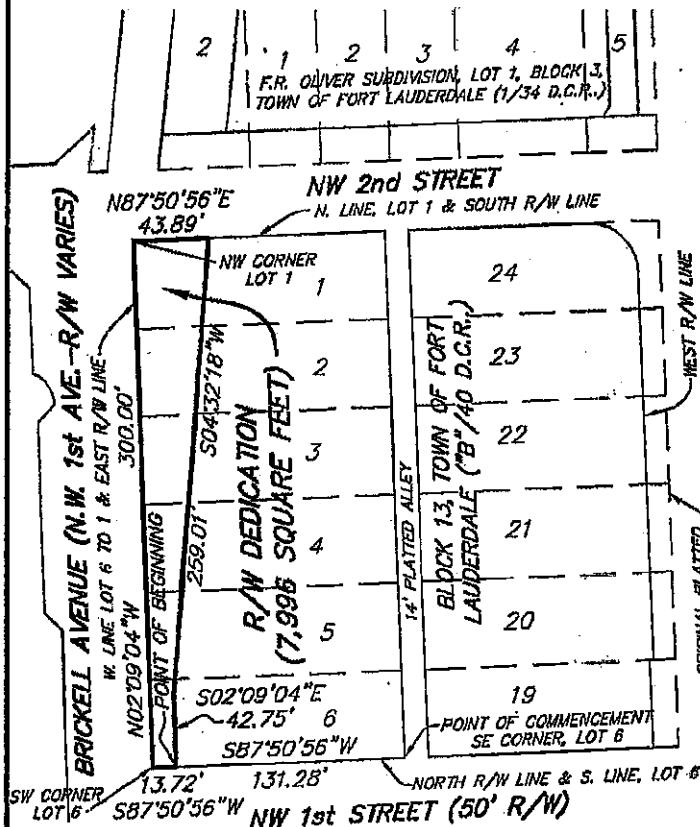 2
1
2
3
4
5
F.R. OLIVER SUBDIVISION, LOT 1, BLOCK 3,
TOWN OF FORT LAUDERDALE (1/34 D.C.R..)
NW 2nd STREET
N87°50'56"E
43.89'
N. LINE, LOT 1 & SOUTH R/W LINE
NW CORNER
LOT 1
BRICKELL AVENUE (N.W. 1st AVE.-R/W VARIES)
W. LINE, LOT 6 TO 1 & EAST R/W LINE
300.00'
N02°09'04"W
POINT OF BEGINNING
S04°32'18"W
259.01'
R/W DEDICATION
(7,996 SQUARE FEET)
1
2
3
4
5
6
14' PLATTED ALLEY
BLOCK 13, TOWN OF FORT
LAUDERDALE ("B"/40 D.C.R..)
24
23
22
21
20
19
WEST R/W LINE
S02°09'04"E
42.75'
S87°50'56"W
131.28'
POINT OF COMMENCEMENT
SE CORNER, LOT 6
SW CORNER
LOT 6
13.72'
S87°50'56"W
NORTH R/W LINE & S. LINE, LOT 6
NW 1st STREET (50' R/W)